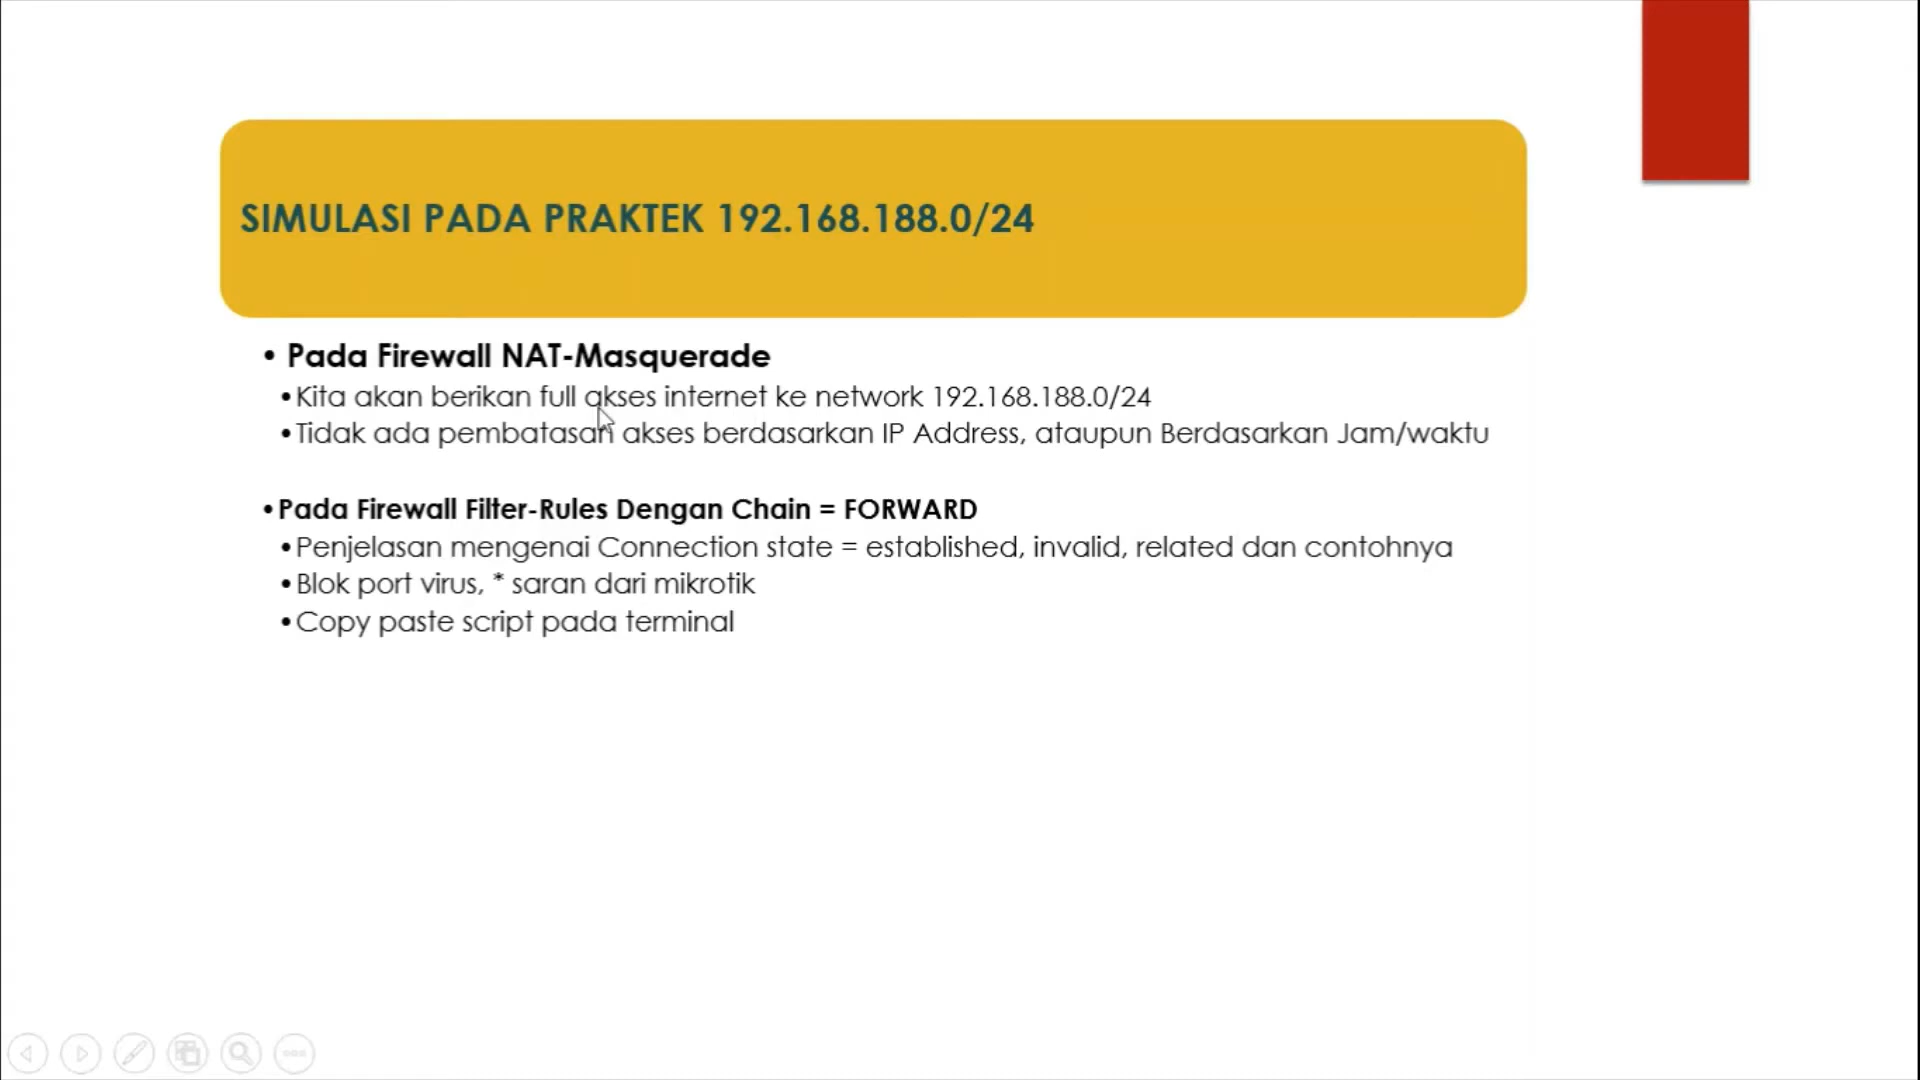 SIMULASI PADA PRAKTEK 192.168.188.0/24
• Pada Firewall NAT-Masquerade
•Kita akan berikan full akses internet ke network 192.168.188.0/24
•Tidak ada pembatasan akses berdasarkan IP Address, ataupun Berdasarkan Jam/waktu
•Pada Firewall Filter-Rules Dengan Chain = FORWARD
•Penjelasan mengenai Connection state = established, invalid, related dan contohnya
•Blok port virus, * saran dari mikrotik
•Copy paste script pada terminal